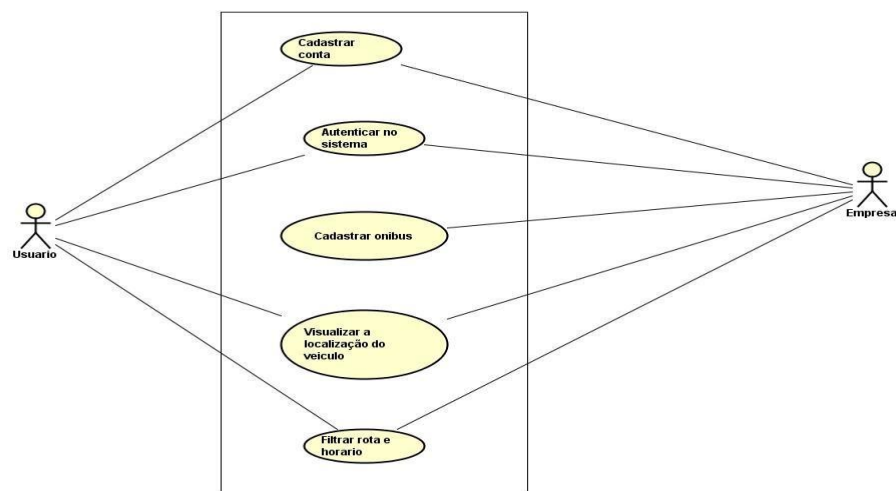 Cadastrar
conta
Autenticar no
sistema
Usuario
Empresa
Cadastrar onibus
Visualizar a
localização do
veiculo
Filtrar rota e
horario